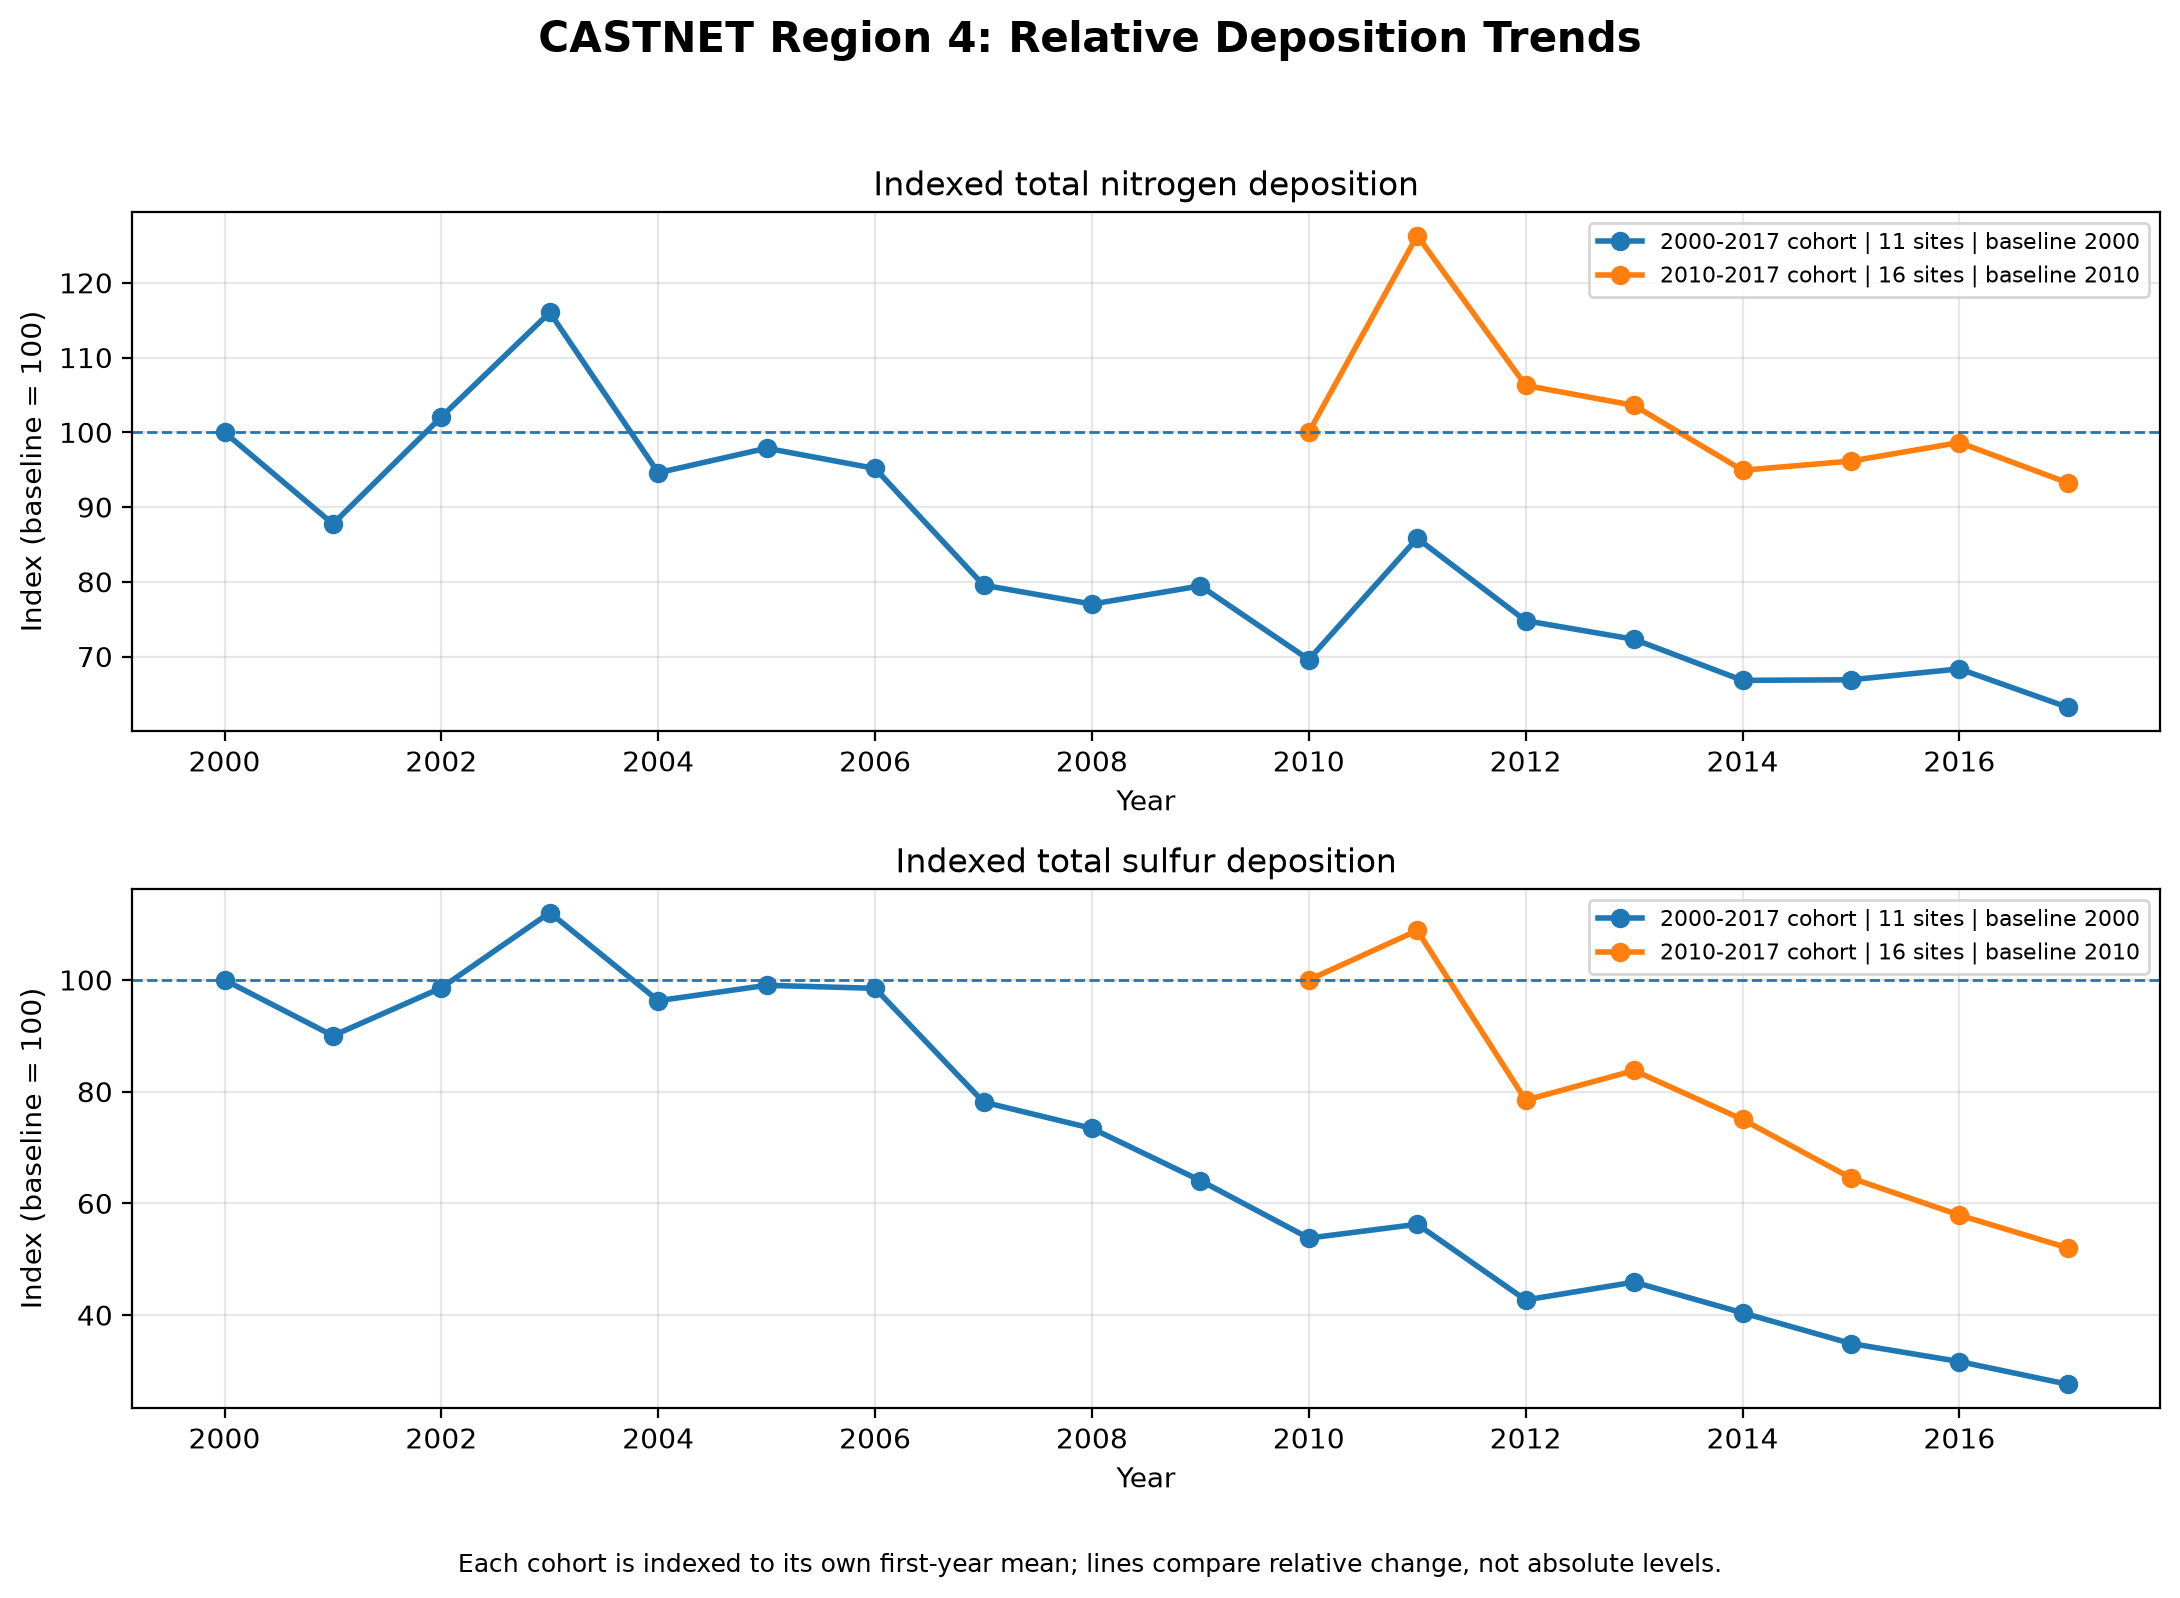 CASTNET Region 4: Relative Deposition Trends
Indexed total nitrogen deposition
Index (baseline = 100)
120
110
100
90
80
70
2000-2017 cohort | 11 sites | baseline 2000
2010-2017 cohort | 16 sites | baseline 2010
2000 2002 2004 2006 2008 2010 2012 2014 2016
Year
Indexed total sulfur deposition
Index (baseline = 100)
100
80
60
40
2000-2017 cohort | 11 sites | baseline 2000
2010-2017 cohort | 16 sites | baseline 2010
2000 2002 2004 2006 2008 2010 2012 2014 2016
Year
Each cohort is indexed to its own first-year mean; lines compare relative change, not absolute levels.